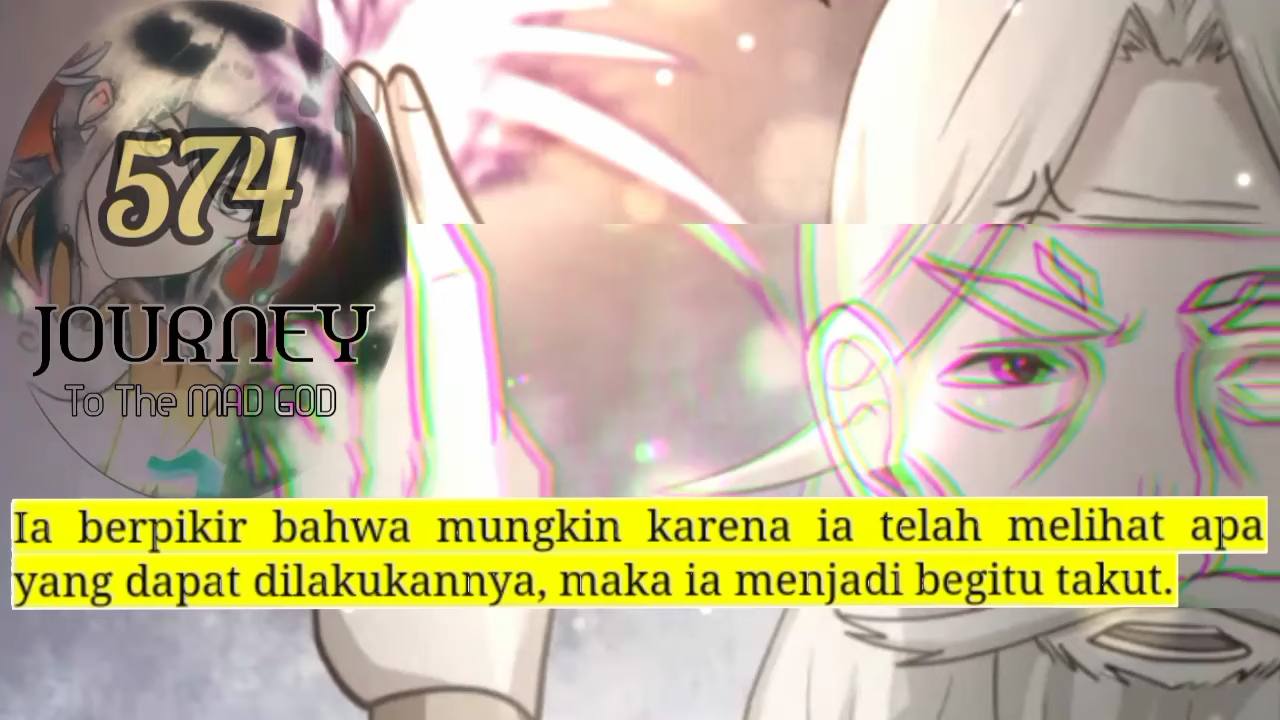 574
JOURNEY
To The MAD GOD
Ia berpikir bahwa mungkin karena ia telah melihat apa
yang dapat dilakukannya, maka ia menjadi begitu takut.